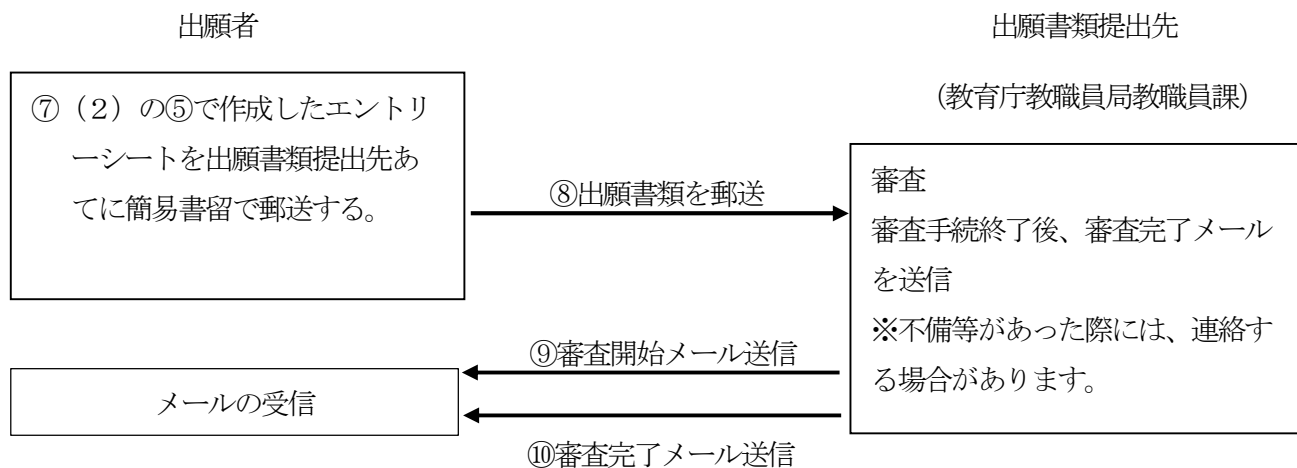 出願者
出願書類提出先
(教育庁教職員局教職員課)
⑦（２）の⑤で作成したエントリ
ーシートを出願書類提出先あ
てに簡易書留で郵送する。
⑧出願書類を郵送
審査
審査手続終了後、審査完了メール
を送信
※不備等があった際には、連絡す
る場合があります。
⑨審査開始メール送信
メールの受信
⑩審査完了メール送信